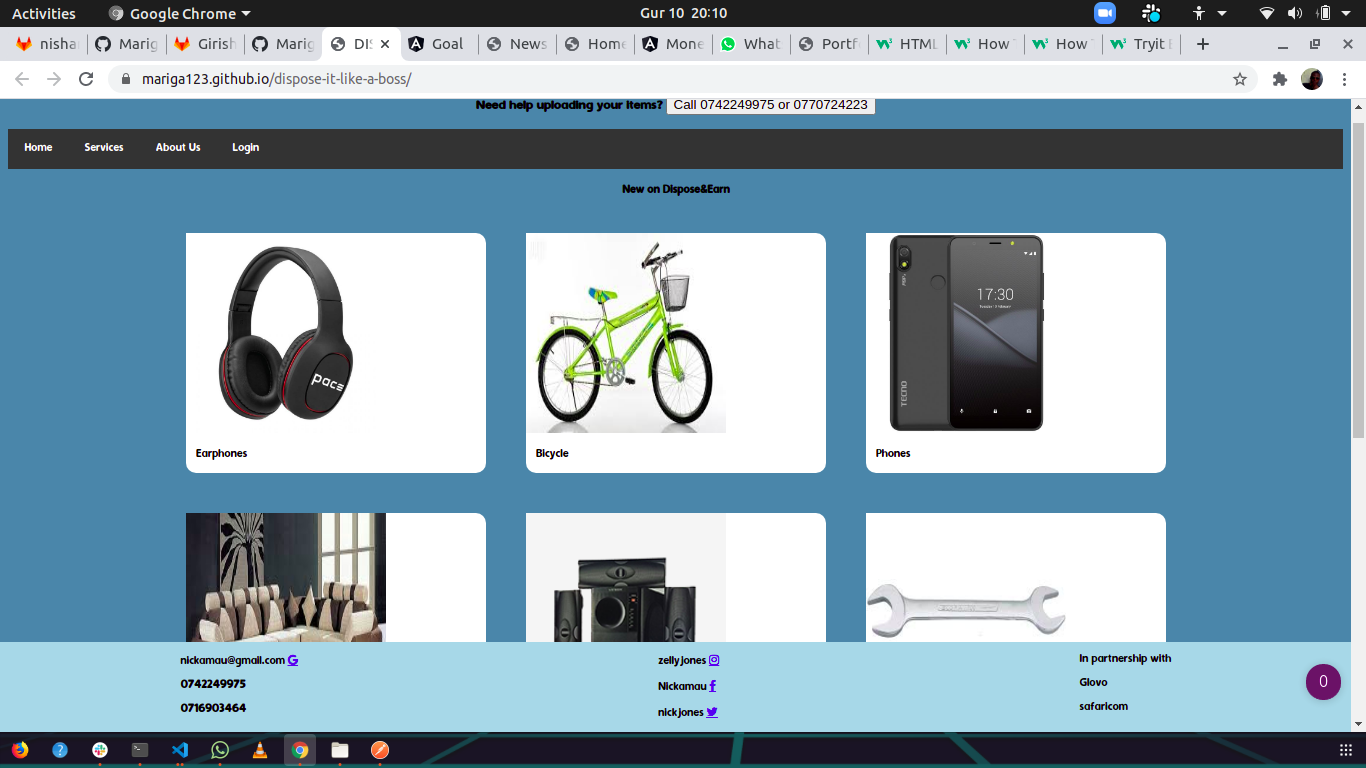 Activities Google Chrome Gur 10 20:10
nisha Marig Girish Marig DIS Goal News Home Mone What Portf HTML How How Tryit
mariga123.github.io/dispose-it-like-a-boss/
Need help uploading your items? Call 0742249975 or 0770724223
Home Services About Us Login
New on Dispose&Earn
17:30
pace
TECNO
Earphones Bicycle Phones
nickamau@gmail.com zellyjones In partnership with
0742249975 Nickamau Glovo
0716903464 nickjones safaricom
0